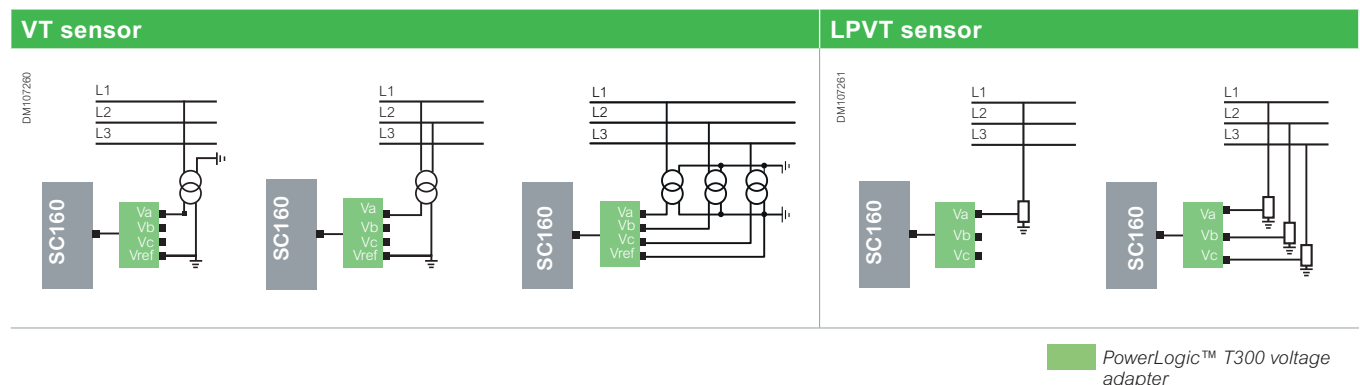 VT sensor
LPVT sensor
DM107260
L1
L2
L3
SC160
Va
Vb
Vc
Vref
L1
L2
L3
SC160
Va
Vb
Vc
Vref
L1
L2
L3
SC160
Va
Vb
Vc
Vref
DM107261
L1
L2
L3
SC160
Va
Vb
Vc
L1
L2
L3
SC160
Va
Vb
Vc
PowerLogic™ T300 voltage
adapter